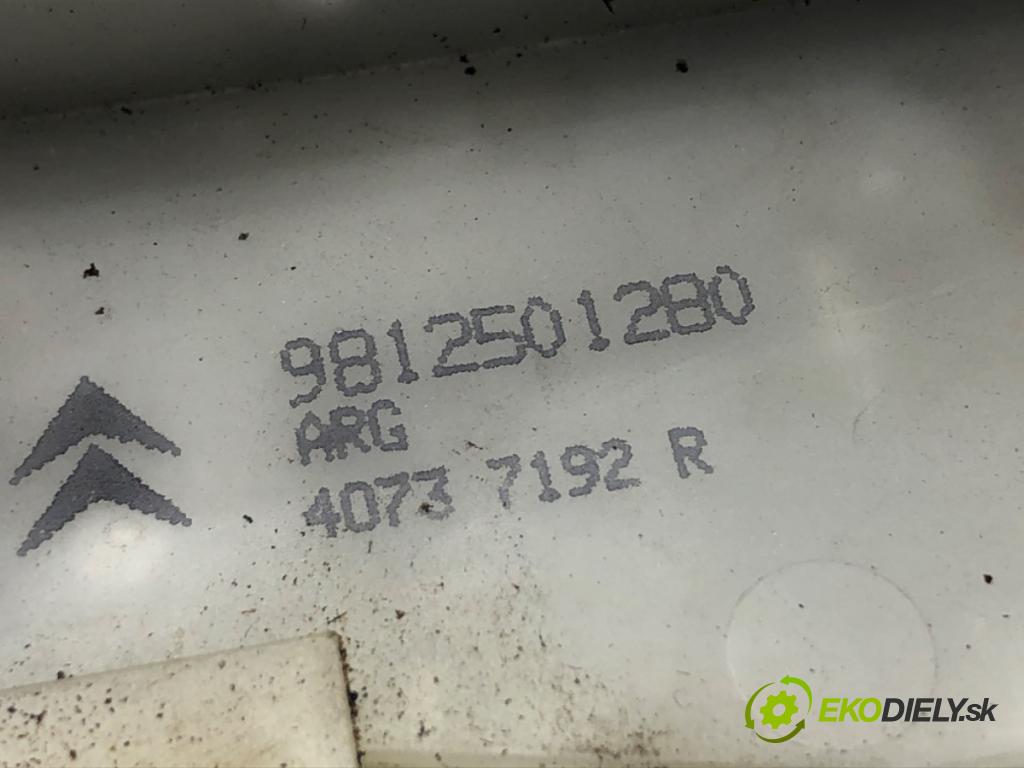 9812501280
ARG
4073 7192 R
EKODIELY.sk